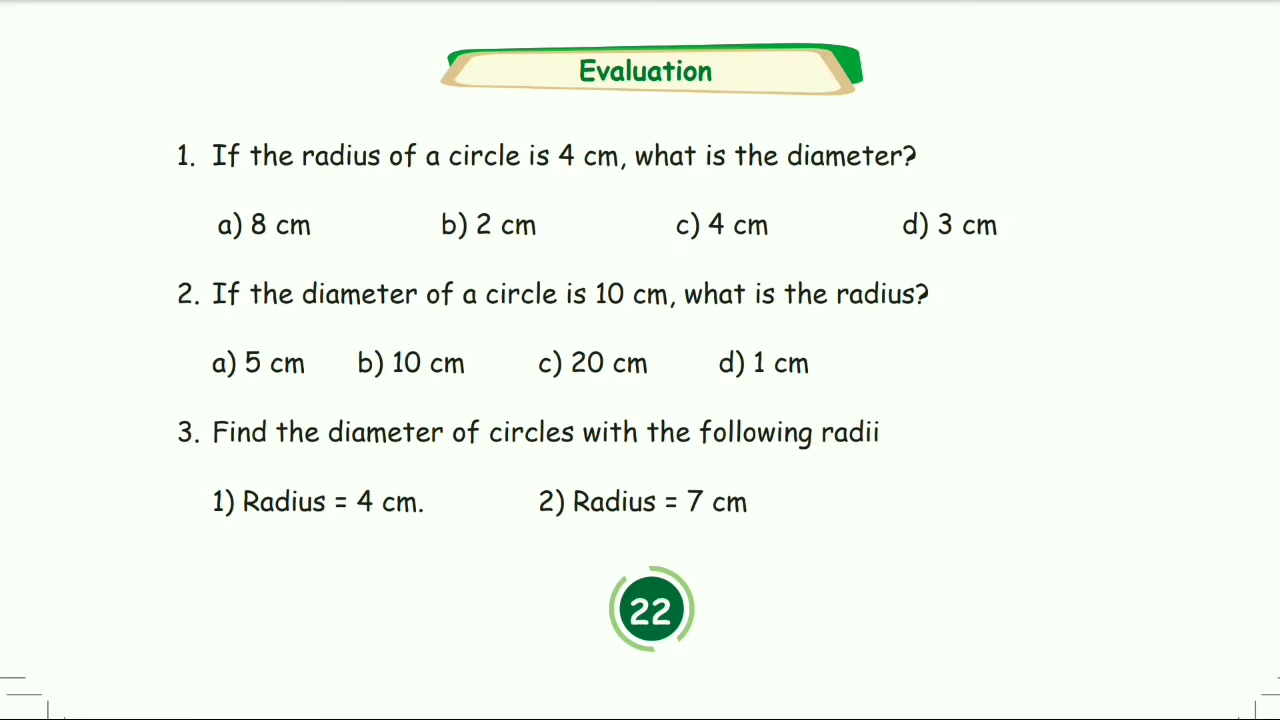 Evaluation
1. If the radius of a circle is 4 cm, what is the diameter?
a) 8 cm b) 2 cm c) 4 cm d) 3 cm
2. If the diameter of a circle is 10 cm, what is the radius?
a) 5 cm b) 10 cm c) 20 cm d) 1 cm
3. Find the diameter of circles with the following radii
1) Radius = 4 cm. 2) Radius = 7 cm
22